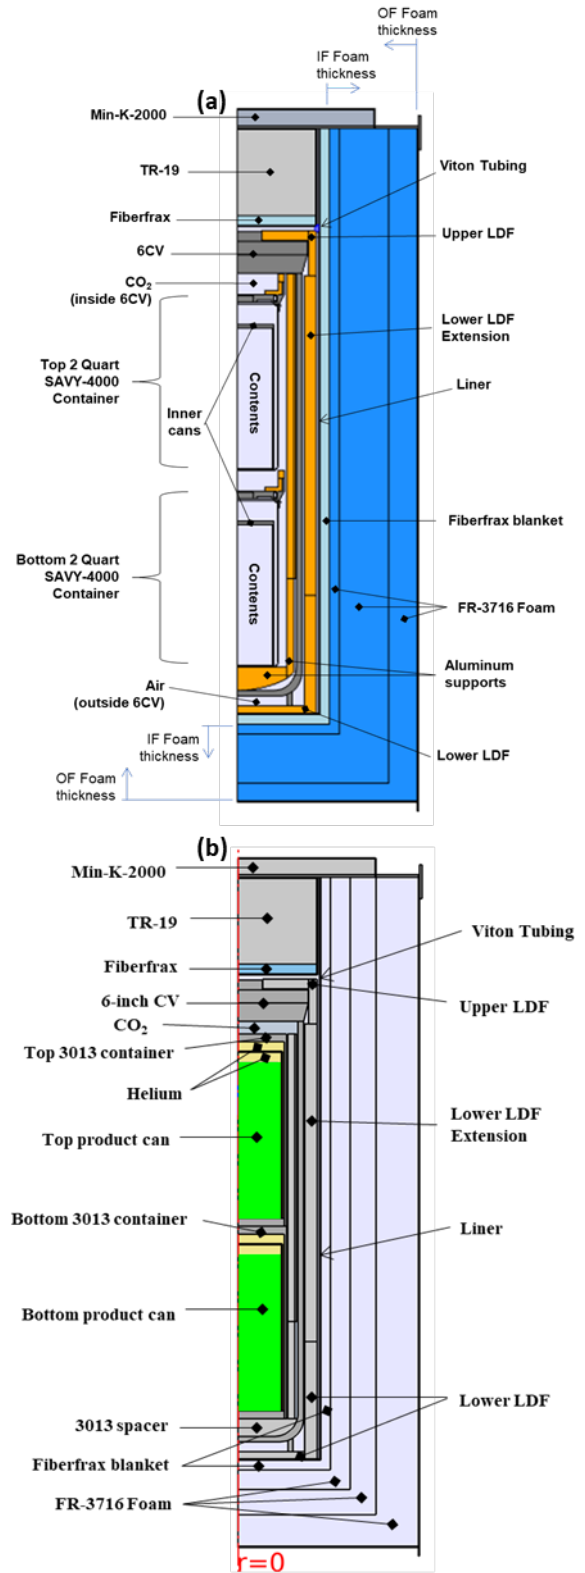 OF Foam
thickness
IF Foam
thickness
(a)
Min-K-2000
TR-19
Viton Tubing
Fiberfrax
Upper LDF
6CV
CO2
(inside 6CV)
Lower LDF
Extension
Top 2 Quart
SAVY-4000
Container
Contents
Liner
Inner
cans
Fiberfrax blanket
Bottom 2 Quart
SAVY-4000
Container
Contents
FR-3716 Foam
Aluminum
supports
Air
(outside 6CV)
IF Foam
thickness
Lower LDF
OF Foam
thickness
(b)
Min-K-2000
TR-19
Viton Tubing
Fiberfrax
6-inch CV
Upper LDF
CO2
Top 3013 container
Helium
Lower LDF
Extension
Top product can
Bottom 3013 container
Liner
Bottom product can
Lower LDF
3013 spacer
Fiberfrax blanket
FR-3716 Foam
r=0